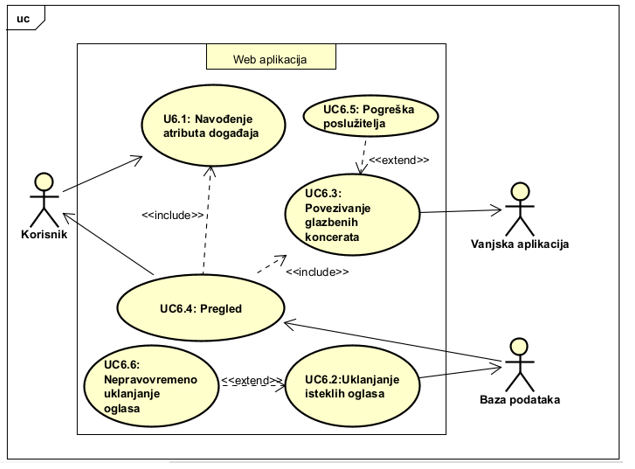 uc
Web aplikacija
U6.1: Navođenje
atributa događaja
UC6.5: Pogreška
poslužitelja
<<extend>>
UC6.3:
Povezivanje
glazbenih
koncerata
Korisnik
<<include>>
Vanjska aplikacija
<<include>>
UC6.4: Pregled
UC6.6:
Nepravovremeno
uklanjanje
oglasa
<<extend>>
UC6.2:Uklanjanje
isteklih oglasa
Baza podataka